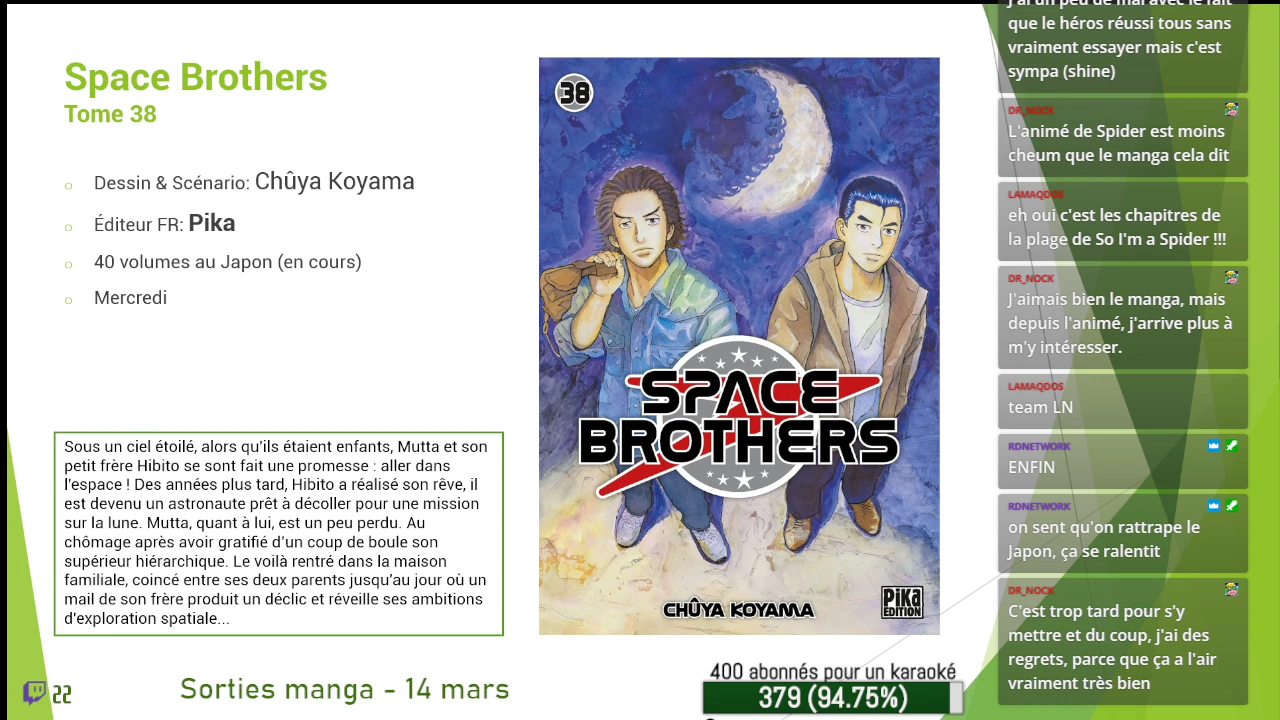 Space Brothers
Tome 38
Dessin & Scénario: Chûya Koyama
Éditeur FR: Pika
40 volumes au Japon (en cours)
Mercredi
Sous un ciel étoilé, alors qu'ils étaient enfants, Mutta et son
petit frère Hibito se sont fait une promesse : aller dans
l'espace ! Des années plus tard, Hibito a réalisé son rêve, il
est devenu un astronaute prêt à décoller pour une mission
sur la lune. Mutta, quant à lui, est un peu perdu. Au
chômage après avoir gratifié d'un coup de boule son
supérieur hiérarchique. Le voilà rentré dans la maison
familiale, coincé entre ses deux parents jusqu'au jour où un
mail de son frère produit un déclic et réveille ses ambitions
d'exploration spatiale...
22
Sorties manga - 14 mars
38
SPACE
BROTHERS
CHÛYA KOYAMA
PiKa
EDITION
400 abonnés pour un karaoké
379 (94.75%)
J'ai un peu de mal avec le fait
que le héros réussi tous sans
vraiment essayer mais c'est
sympa (shine)
DR_NOCK
L'animé de Spider est moins
cheum que le manga cela dit
LAMAQDOS
eh oui c'est les chapitres de
la plage de So I'm a Spider !!!
DR_NOCK
J'aimais bien le manga, mais
depuis l'animé, j'arrive plus à
m'y intéresser.
LAMAQDOS
team LN
RDNETWORK
ENFIN
RDNETWORK
on sent qu'on rattrape le
Japon, ça se ralentit
DR_NOCK
C'est trop tard pour s'y
mettre et du coup, j'ai des
regrets, parce que ça a l'air
vraiment très bien